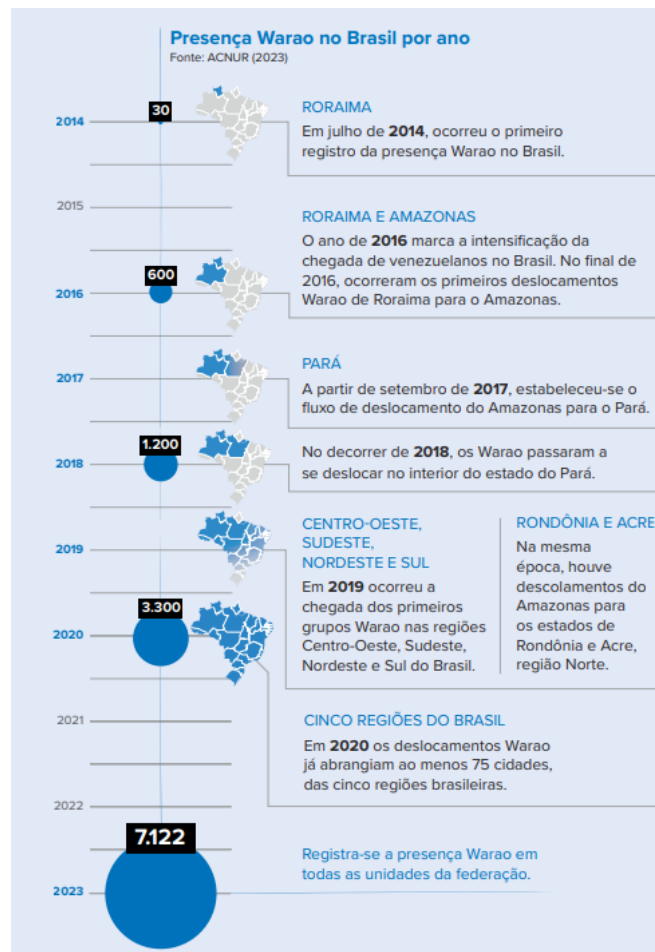 Presença Warao no Brasil por ano
Fonte: ACNUR (2023)
30
2014
RORAIMA
Em julho de 2014, ocorreu o primeiro
registro da presença Warao no Brasil.
2015
RORAIMA E AMAZONAS
O ano de 2016 marca a intensificação da
chegada de venezuelanos no Brasil. No final de
2016, ocorreram os primeiros deslocamentos
Warao de Roraima para o Amazonas.
600
2016
PARÁ
A partir de setembro de 2017, estabeleceu-se o
fluxo de deslocamento do Amazonas para o Pará.
2017
1.200
2018
No decorrer de 2018, os Warao passaram a
se deslocar no interior do estado do Pará.
2019
CENTRO-OESTE,
SUDESTE,
NORDESTE E SUL
Em 2019 ocorreu a
chegada dos primeiros
grupos Warao nas regiões
Centro-Oeste, Sudeste,
Nordeste e Sul do Brasil.
RONDÔNIA E ACRE
Na mesma
época, houve
descolamentos do
Amazonas para
os estados de
Rondônia e Acre,
região Norte.
3.300
2020
2021
CINCO REGIÕES DO BRASIL
Em 2020 os deslocamentos Warao
já abrangiam ao menos 75 cidades,
das cinco regiões brasileiras.
2022
7.122
2023
Registra-se a presença Warao em
todas as unidades da federação.